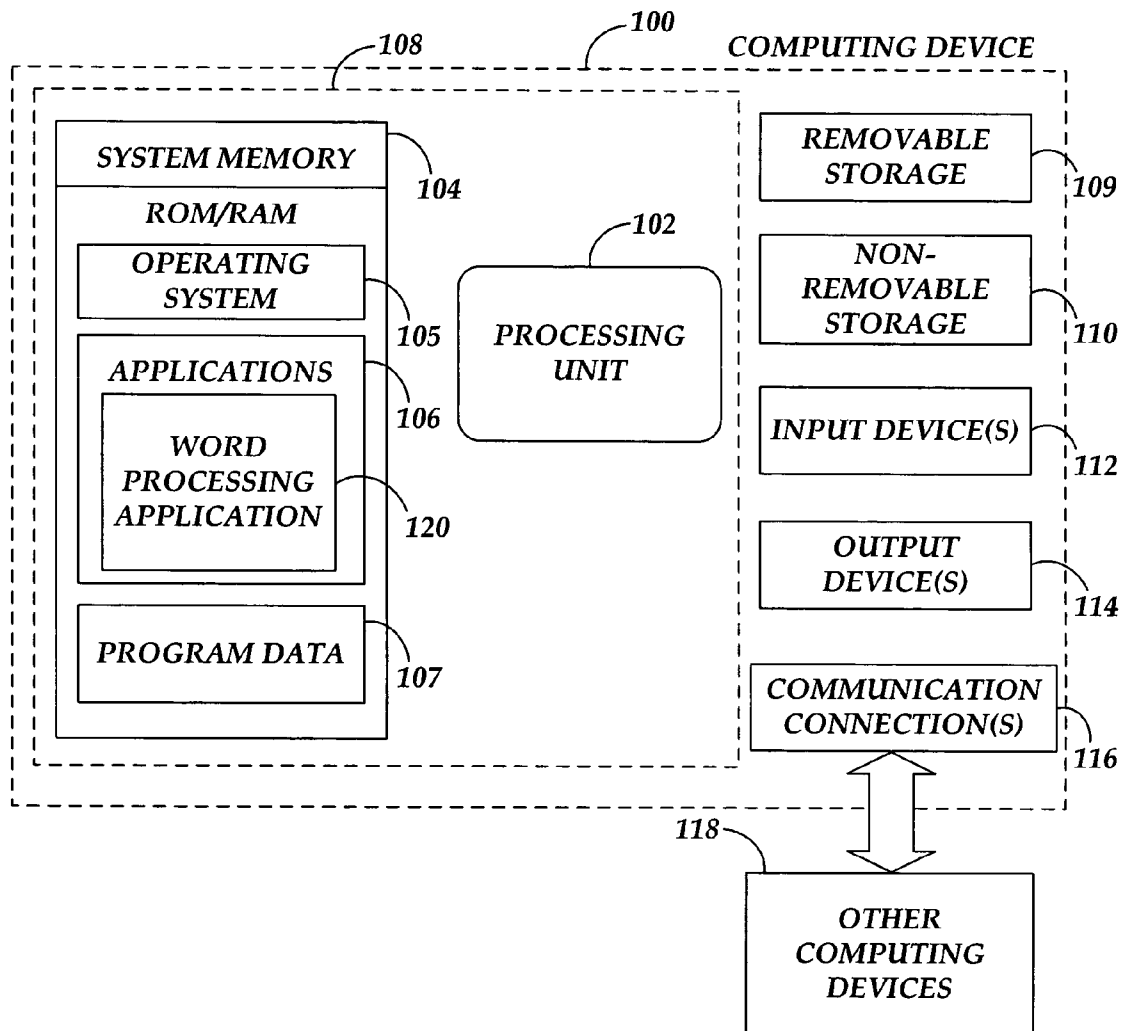 100
COMPUTING DEVICE
108
SYSTEM MEMORY
104
ROM/RAM
OPERATING
SYSTEM
105
APPLICATIONS
106
WORD
PROCESSING
APPLICATION
120
PROGRAM DATA
107
102
PROCESSING
UNIT
REMOVABLE
STORAGE
109
NON-
REMOVABLE
STORAGE
110
INPUT DEVICE(S)
112
OUTPUT
DEVICE(S)
114
COMMUNICATION
CONNECTION(S)
116
118
OTHER
COMPUTING
DEVICES